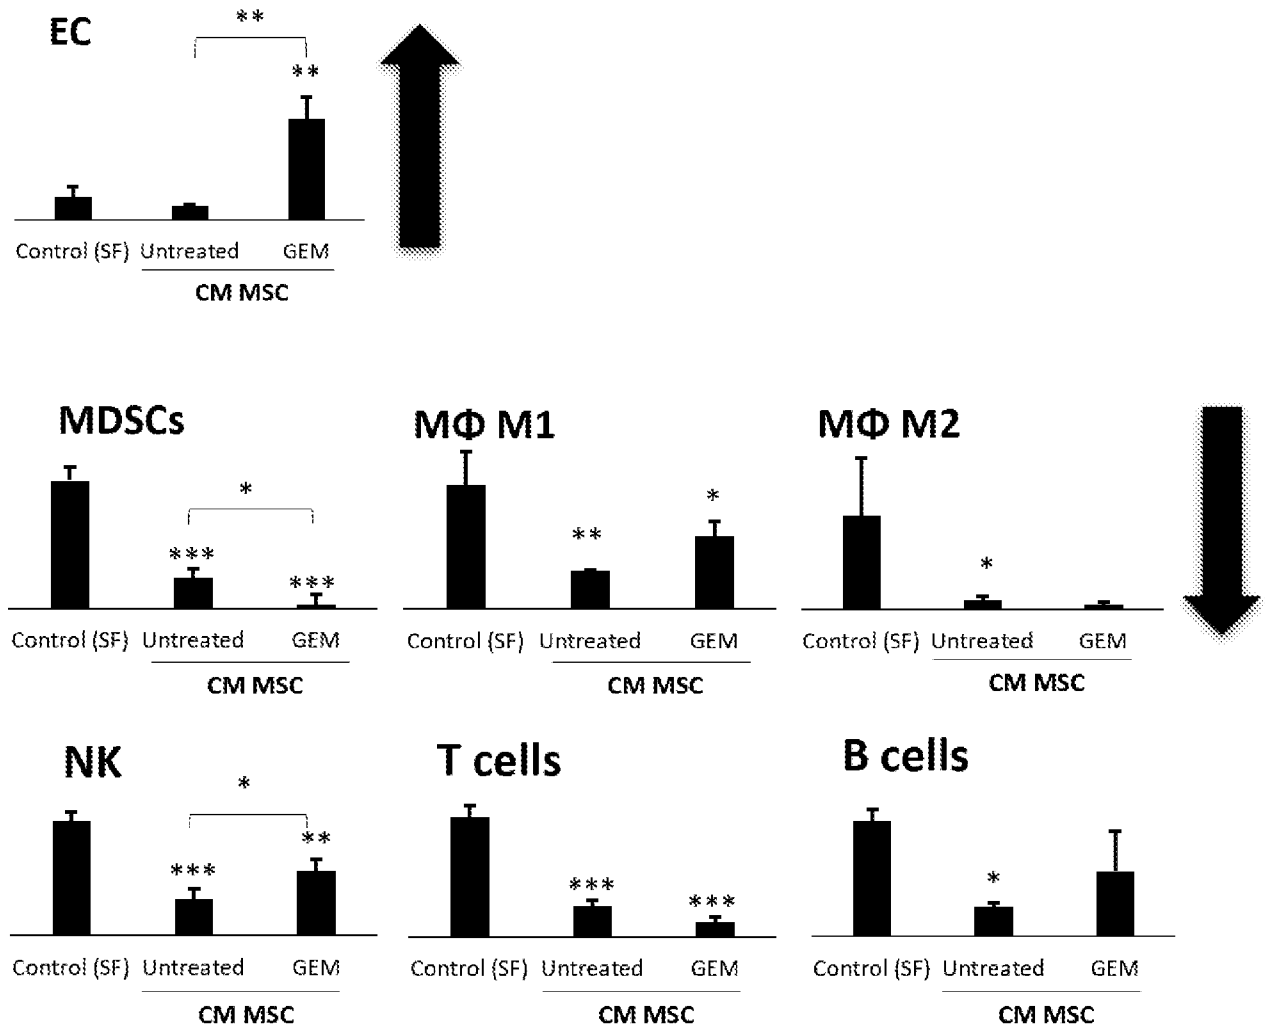 EC
**
**
Control (SF) Untreated GEM
CM MSC
MDSCs
*
***
***
Control (SF) Untreated GEM
CM MSC
MΦ M1
**
*
Control (SF) Untreated GEM
CM MSC
MΦ M2
*
Control (SF) Untreated GEM
CM MSC
NK
*
***
**
Control (SF) Untreated GEM
CM MSC
T cells
***
***
Control (SF) Untreated GEM
CM MSC
B cells
*
Control (SF) Untreated GEM
CM MSC